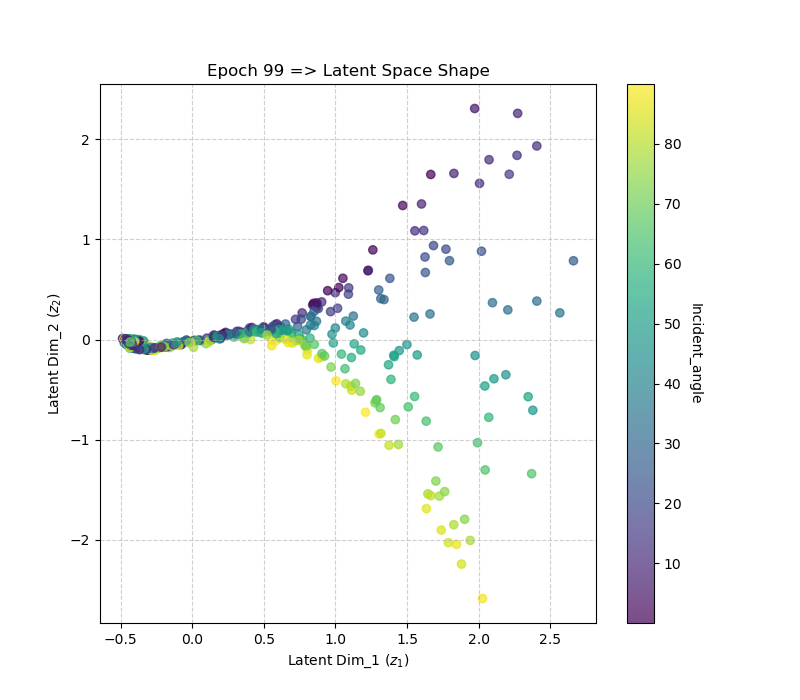 Epoch 99 => Latent Space Shape
2
1
0
−1
−2
Latent Dim_2 (z₂)
−0.5 0.0 0.5 1.0 1.5 2.0 2.5
Latent Dim_1 (z₁)
80
70
60
50
40
30
20
10
Incident_angle